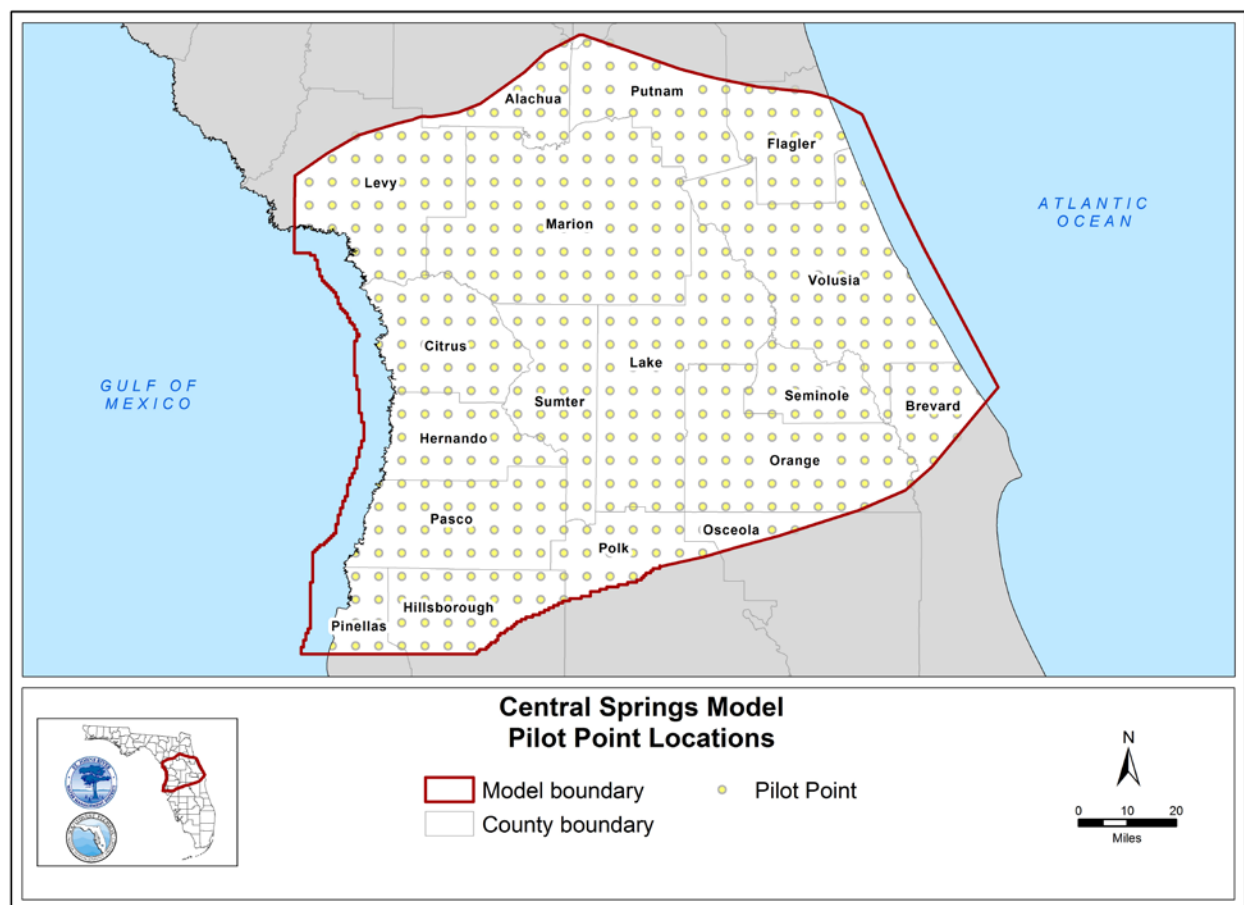 Alachua
Putnam
Flagler
Levy
Marion
ATLANTIC
OCEAN
Volusia
Citrus
Lake
GULF OF
MEXICO
Sumter
Seminole
Brevard
Hernando
Orange
Pasco
Osceola
Polk
Hillsborough
Pinellas
Central Springs Model
Pilot Point Locations
Model boundary
Pilot Point
County boundary
N
0 10 20
Miles